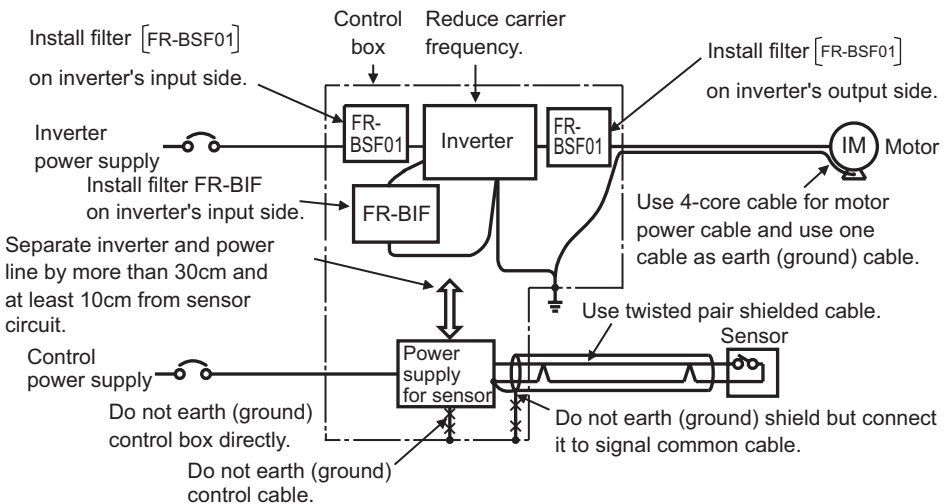 Install filter [FR-BSF01]
on inverter's input side.
Control
box
Reduce carrier
frequency.
Install filter [FR-BSF01]
on inverter's output side.
FR-
BSF01
Inverter
FR-
BSF01
IM
Motor
Inverter
power supply
Install filter FR-BIF
on inverter's input side.
FR-BIF
Use 4-core cable for motor
power cable and use one
cable as earth (ground) cable.
Separate inverter and power
line by more than 30cm and
at least 10cm from sensor
circuit.
Use twisted pair shielded cable.
Sensor
Control
power supply
Power
supply
for sensor
Do not earth (ground)
control box directly.
Do not earth (ground) shield but connect
it to signal common cable.
Do not earth (ground)
control cable.